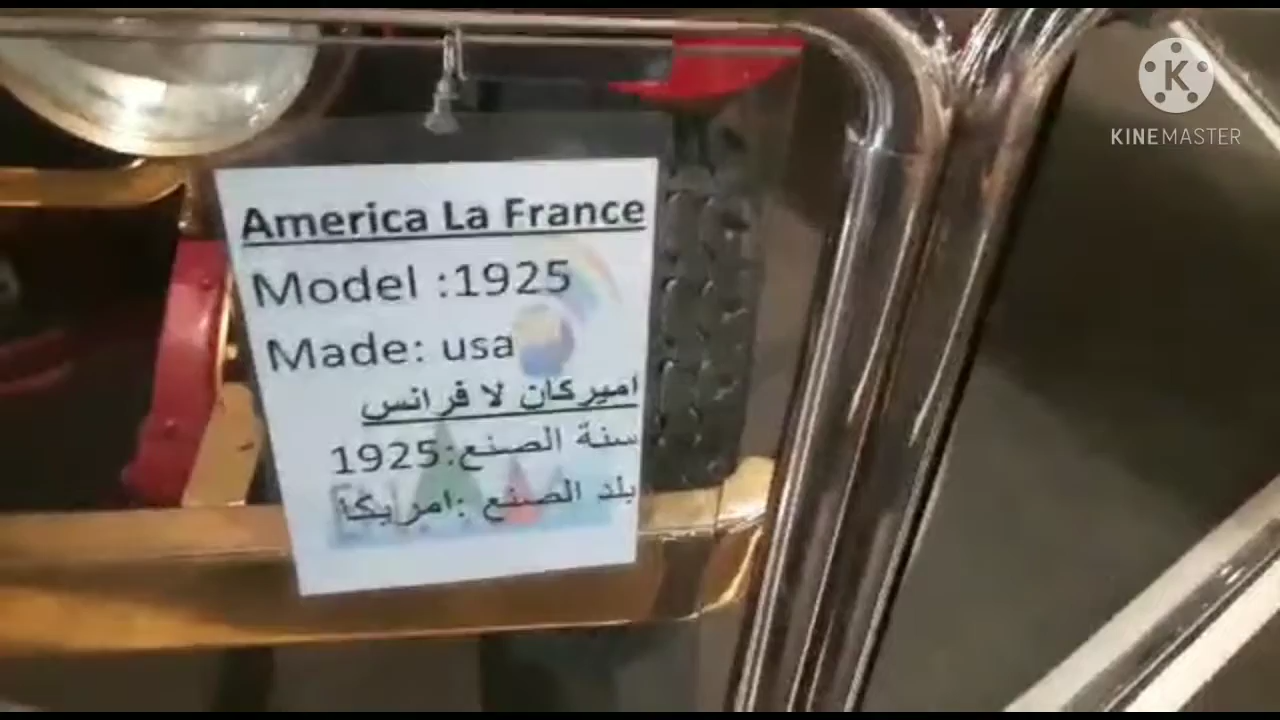 America La France
Model :1925
Made: usa
اميركان لا فرانس
سنة الصنع:1925
بلد الصنع :امريكا
K
KINEMASTER